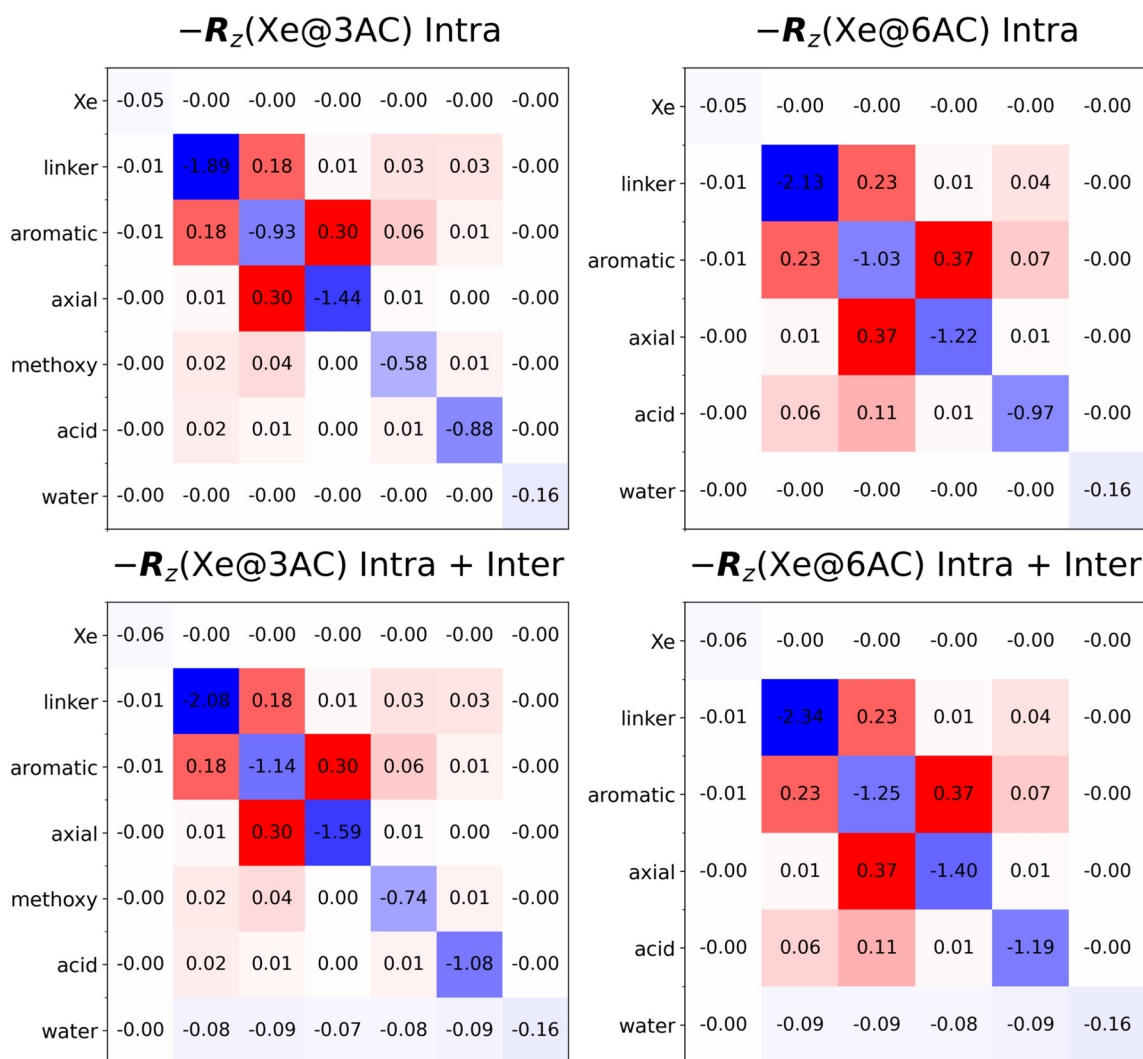 −R_z(Xe@3AC) Intra
Xe -0.05 -0.00 -0.00 -0.00 -0.00 -0.00 -0.00
linker -0.01 -1.89 0.18 0.01 0.03 0.03 -0.00
aromatic -0.01 0.18 -0.93 0.30 0.06 0.01 -0.00
axial -0.00 0.01 0.30 -1.44 0.01 0.00 -0.00
methoxy -0.00 0.02 0.04 0.00 -0.58 0.01 -0.00
acid -0.00 0.02 0.01 0.00 0.01 -0.88 -0.00
water -0.00 -0.00 -0.00 -0.00 -0.00 -0.00 -0.16
−R_z(Xe@6AC) Intra
Xe -0.05 -0.00 -0.00 -0.00 -0.00 -0.00
linker -0.01 -2.13 0.23 0.01 0.04 -0.00
aromatic -0.01 0.23 -1.03 0.37 0.07 -0.00
axial -0.00 0.01 0.37 -1.22 0.01 -0.00
acid -0.00 0.06 0.11 0.01 -0.97 -0.00
water -0.00 -0.00 -0.00 -0.00 -0.00 -0.16
−R_z(Xe@3AC) Intra + Inter
Xe -0.06 -0.00 -0.00 -0.00 -0.00 -0.00 -0.00
linker -0.01 -2.08 0.18 0.01 0.03 0.03 -0.00
aromatic -0.01 0.18 -1.14 0.30 0.06 0.01 -0.00
axial -0.00 0.01 0.30 -1.59 0.01 0.00 -0.00
methoxy -0.00 0.02 0.04 0.00 -0.74 0.01 -0.00
acid -0.00 0.02 0.01 0.00 0.01 -1.08 -0.00
water -0.00 -0.08 -0.09 -0.07 -0.08 -0.09 -0.16
−R_z(Xe@6AC) Intra + Inter
Xe -0.06 -0.00 -0.00 -0.00 -0.00 -0.00
linker -0.01 -2.34 0.23 0.01 0.04 -0.00
aromatic -0.01 0.23 -1.25 0.37 0.07 -0.00
axial -0.00 0.01 0.37 -1.40 0.01 -0.00
acid -0.00 0.06 0.11 0.01 -1.19 -0.00
water -0.00 -0.09 -0.09 -0.08 -0.09 -0.16